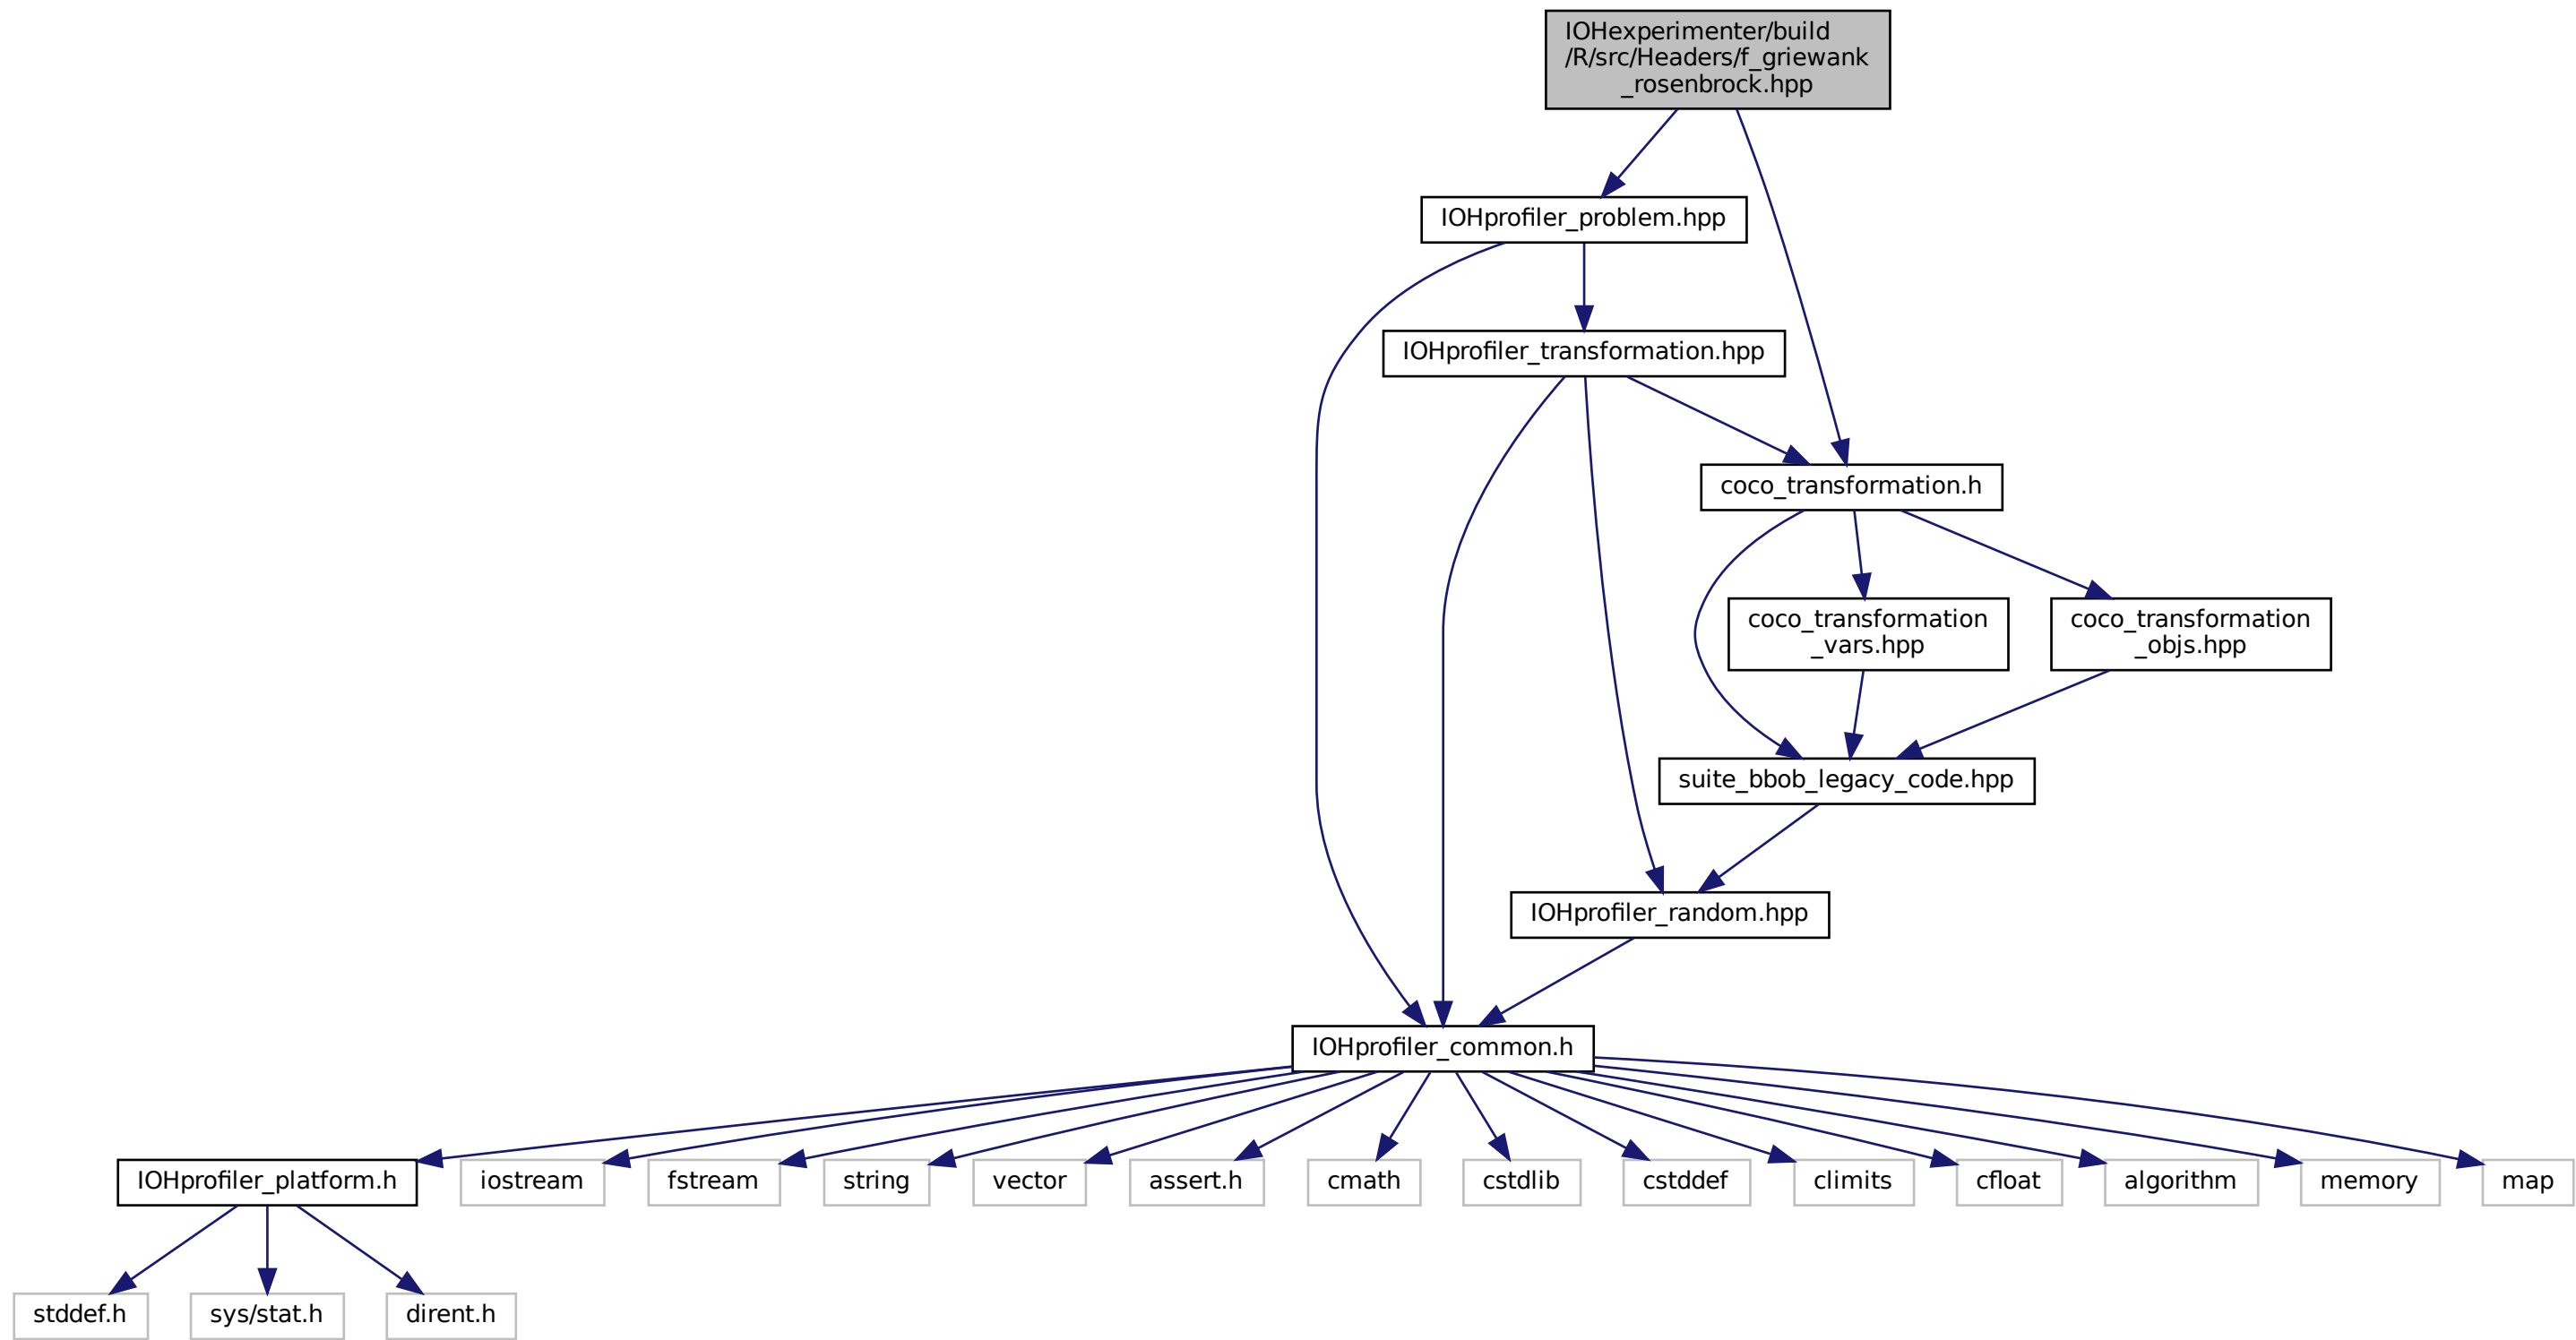 IOHexperimenter/build
/R/src/Headers/f_griewank
_rosenbrock.hpp
IOHprofiler_problem.hpp
IOHprofiler_transformation.hpp
coco_transformation.h
coco_transformation
_vars.hpp
coco_transformation
_objs.hpp
suite_bbob_legacy_code.hpp
IOHprofiler_random.hpp
IOHprofiler_common.h
IOHprofiler_platform.h
iostream
fstream
string
vector
assert.h
cmath
cstdlib
cstddef
climits
cfloat
algorithm
memory
map
stddef.h
sys/stat.h
dirent.h